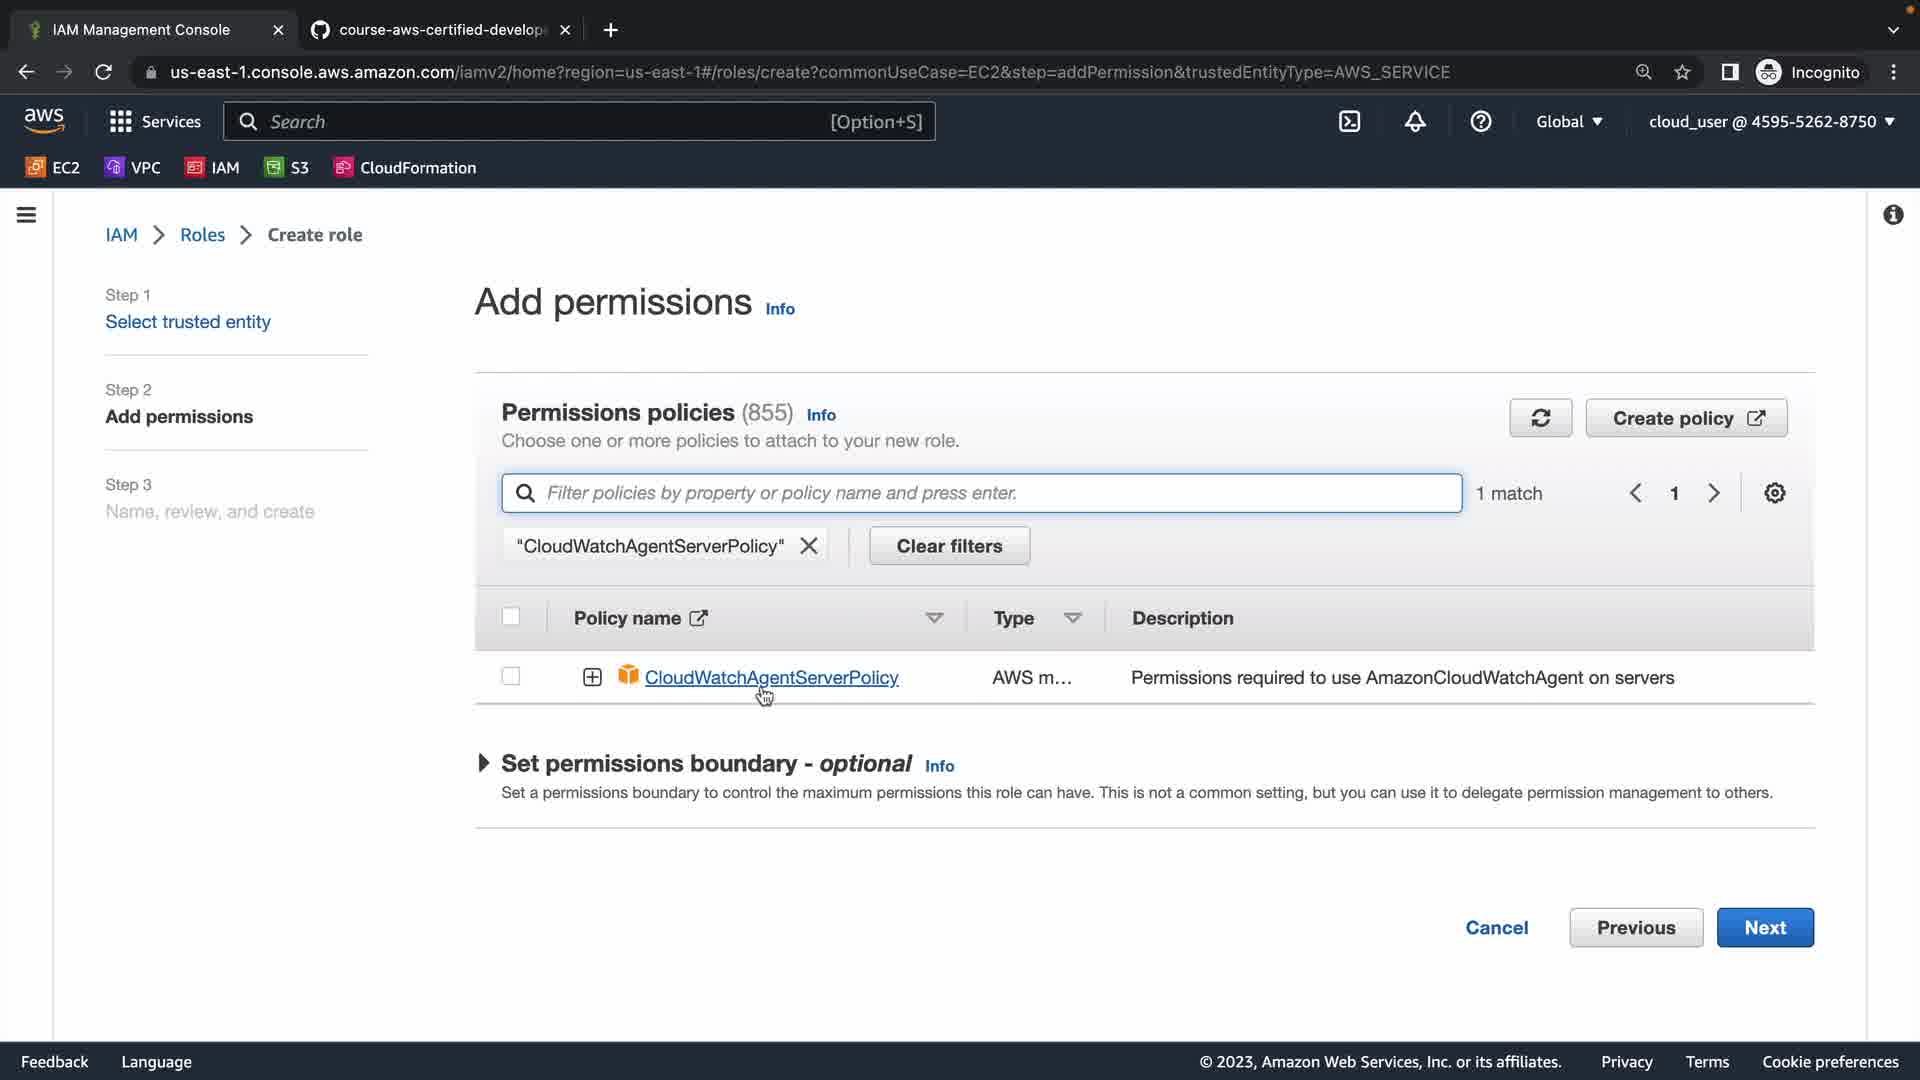 IAM Management Console
course-aws-certified-develop
us-east-1.console.aws.amazon.com/iamv2/home?region=us-east-1#/roles/create?commonUseCase=EC2&step=addPermission&trustedEntityType=AWS_SERVICE
Incognito
aws
Services
Search
[Option+S]
Global
cloud_user @ 4595-5262-8750
EC2
VPC
IAM
S3
CloudFormation
IAM > Roles > Create role
Step 1
Select trusted entity
Step 2
Add permissions
Step 3
Name, review, and create
Add permissions Info
Permissions policies (855) Info
Choose one or more policies to attach to your new role.
Create policy
Filter policies by property or policy name and press enter.
1 match
1
"CloudWatchAgentServerPolicy"
Clear filters
Policy name
Type
Description
CloudWatchAgentServerPolicy
AWS m...
Permissions required to use AmazonCloudWatchAgent on servers
Set permissions boundary - optional Info
Set a permissions boundary to control the maximum permissions this role can have. This is not a common setting, but you can use it to delegate permission management to others.
Cancel
Previous
Next
Feedback
Language
© 2023, Amazon Web Services, Inc. or its affiliates.
Privacy
Terms
Cookie preferences